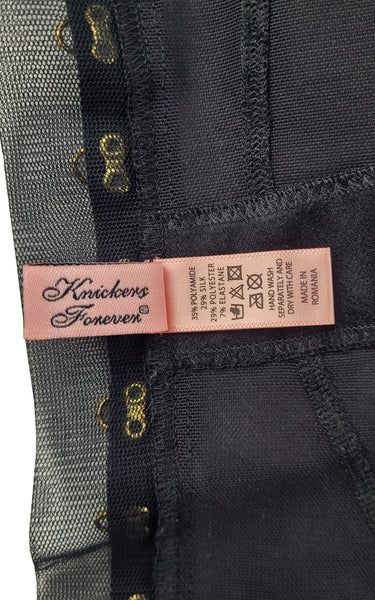 Knickers
Forever®
35% POLYAMIDE
29% SILK
29% POLYESTER
7% ELASTANE
HAND WASH
SEPARATELY AND
DRY WITH CARE
MADE IN
ROMANIA